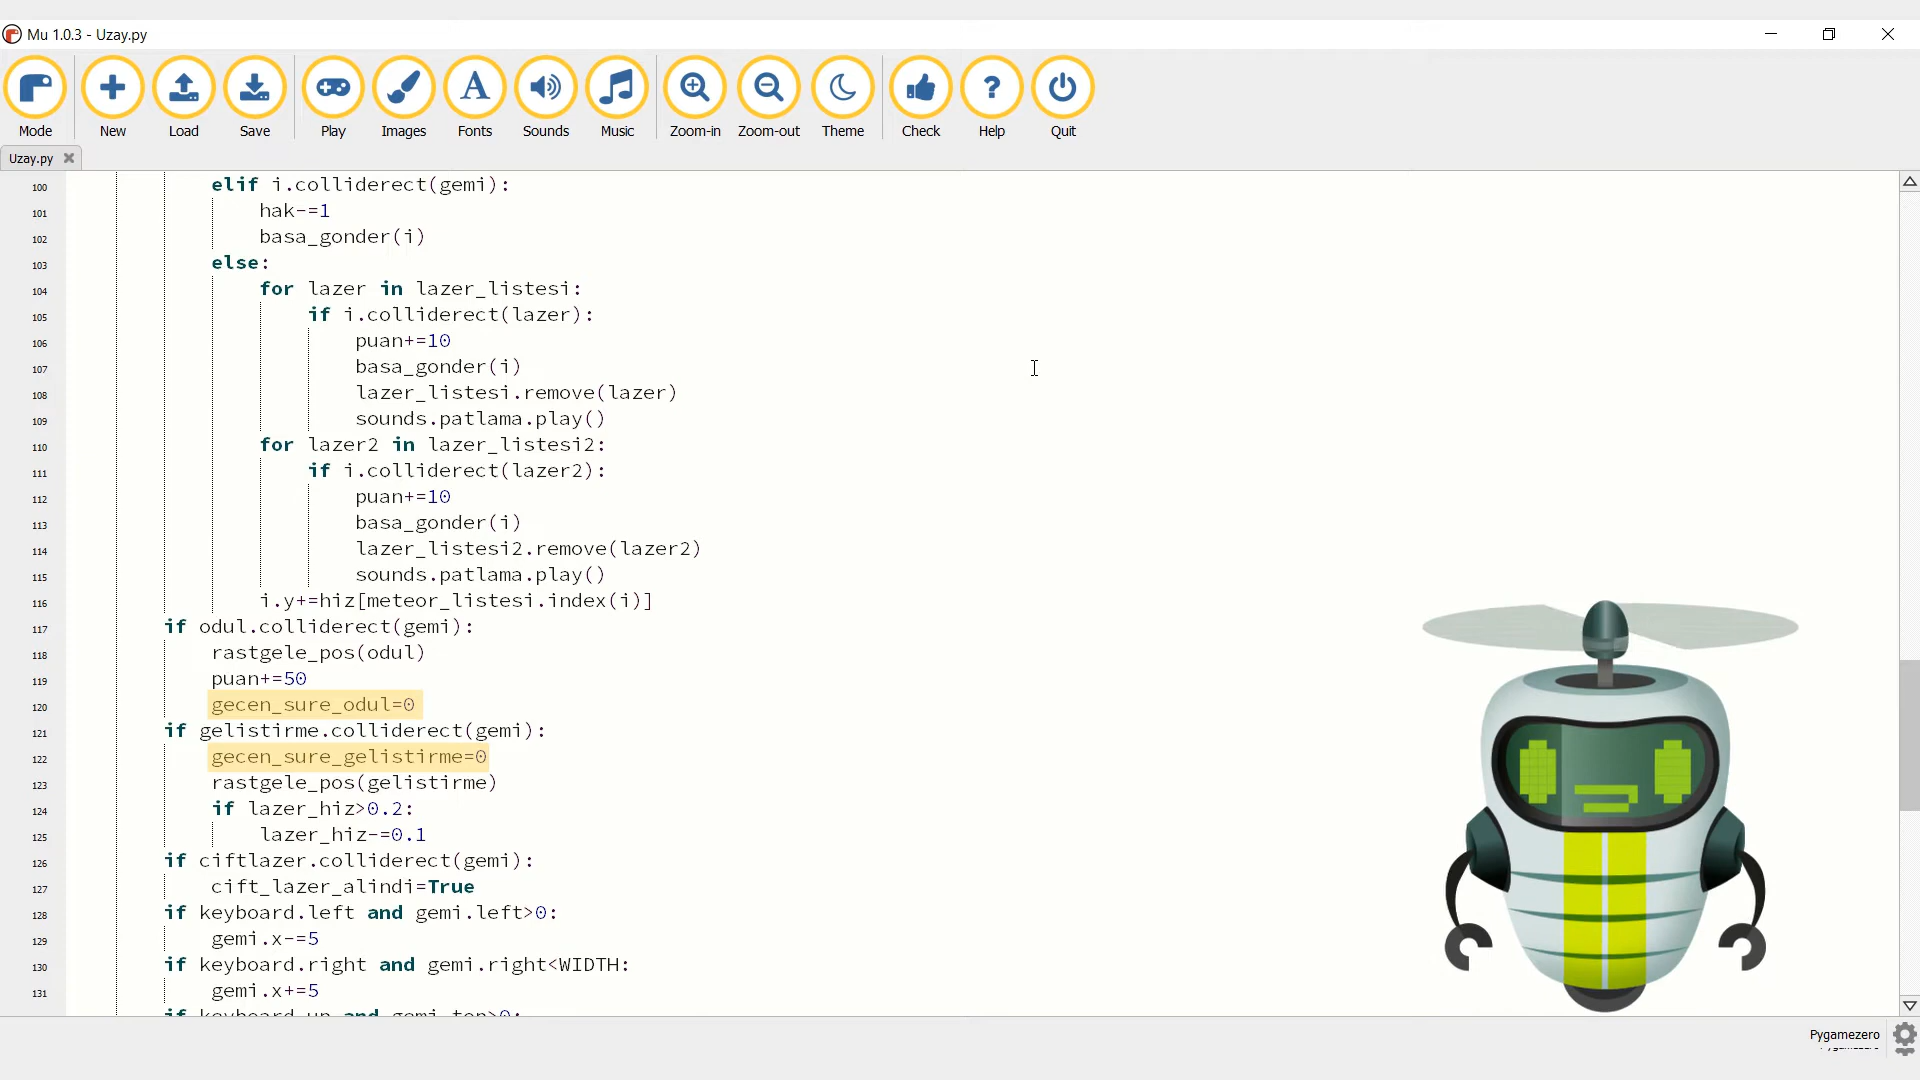 Mu 1.0.3 - Uzay.py
Mode New Load Save Play Images Fonts Sounds Music Zoom-in Zoom-out Theme Check Help Quit
Uzay.py
100 elif i.colliderect(gemi):
101 hak-=1
102 basa_gonder(i)
103 else:
104 for lazer in lazer_listesi:
105 if i.colliderect(lazer):
106 puan+=10
107 basa_gonder(i)
108 lazer_listesi.remove(lazer)
109 sounds.patlama.play()
110 for lazer2 in lazer_listesi2:
111 if i.colliderect(lazer2):
112 puan+=10
113 basa_gonder(i)
114 lazer_listesi2.remove(lazer2)
115 sounds.patlama.play()
116 i.y+=hiz[meteor_listesi.index(i)]
117 if odul.colliderect(gemi):
118 rastgele_pos(odul)
119 puan+=50
120 gecen_sure_odul=0
121 if gelistirme.colliderect(gemi):
122 gecen_sure_gelistirme=0
123 rastgele_pos(gelistirme)
124 if lazer_hiz>0.2:
125 lazer_hiz-=0.1
126 if ciftlazer.colliderect(gemi):
127 cift_lazer_alindi=True
128 if keyboard.left and gemi.left>0:
129 gemi.x-=5
130 if keyboard.right and gemi.right<WIDTH:
131 gemi.x+=5
if keyboard.up and gemi.top>0:
Pygamezero